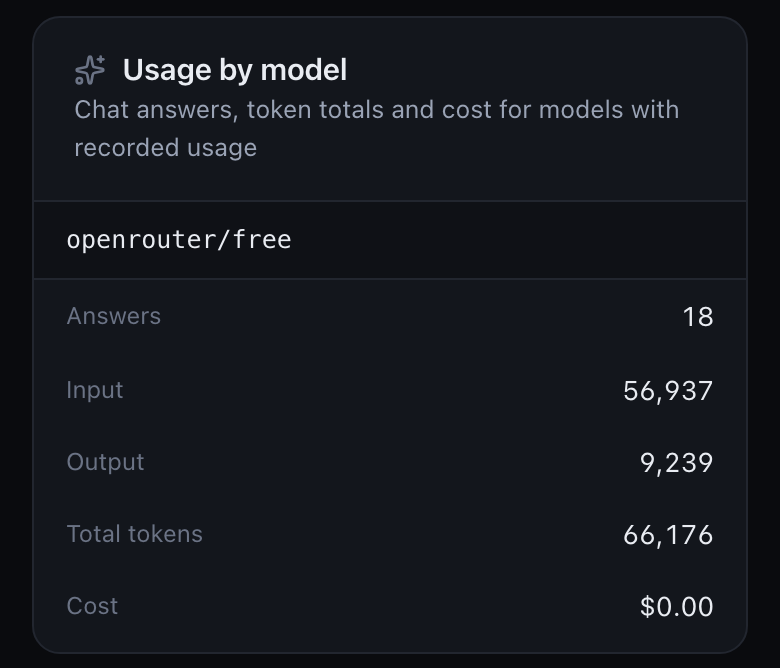 Usage by model
Chat answers, token totals and cost for models with
recorded usage
openrouter/free
Answers 18
Input 56,937
Output 9,239
Total tokens 66,176
Cost $0.00